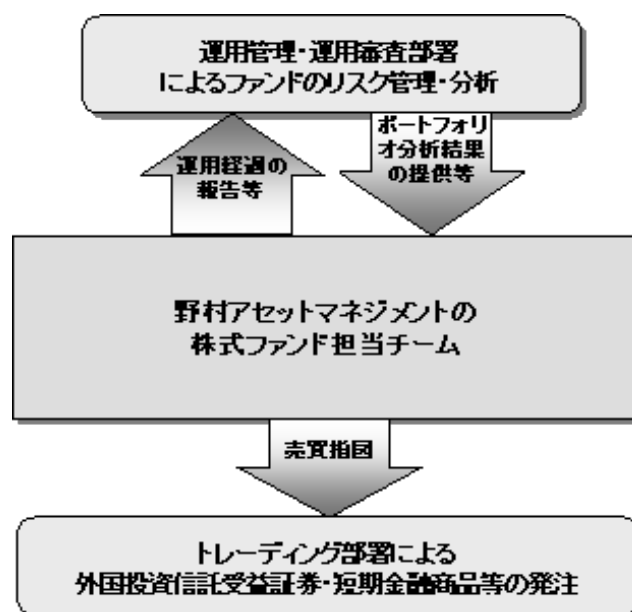 運用管理・運用審査部署
によるファンドのリスク管理・分析
運用経過の
報告等
ポートフォリ
オ分析結果
の提供等
野村アセットマネジメントの
株式ファンド担当チーム
売買指図
トレーディング部署による
外国投資信託受益証券・短期金融商品等の発注